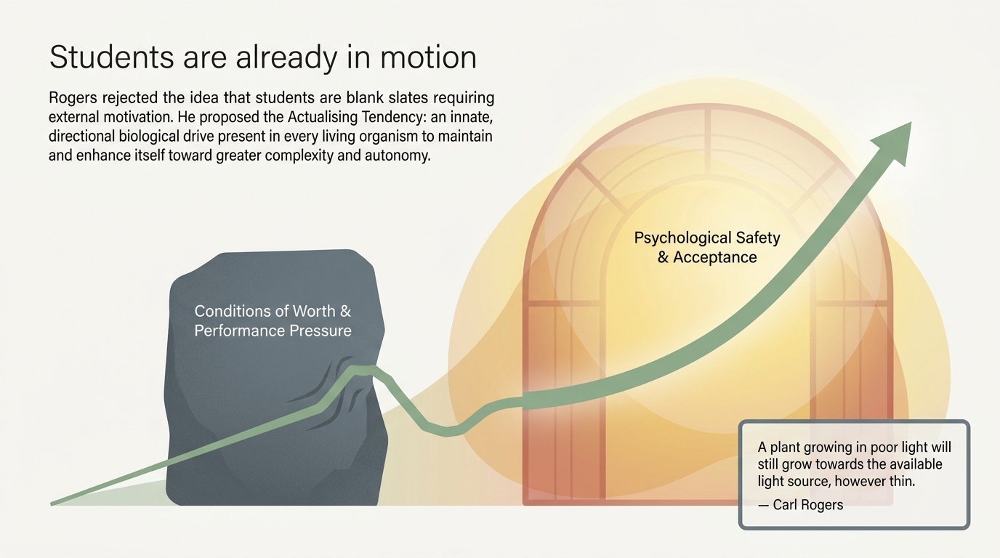 Students are already in motion
Rogers rejected the idea that students are blank slates requiring
external motivation. He proposed the Actualising Tendency: an innate,
directional biological drive present in every living organism to maintain
and enhance itself toward greater complexity and autonomy.
Psychological Safety
& Acceptance
Conditions of Worth &
Performance Pressure
A plant growing in poor light will
still grow towards the available
light source, however thin.
— Carl Rogers